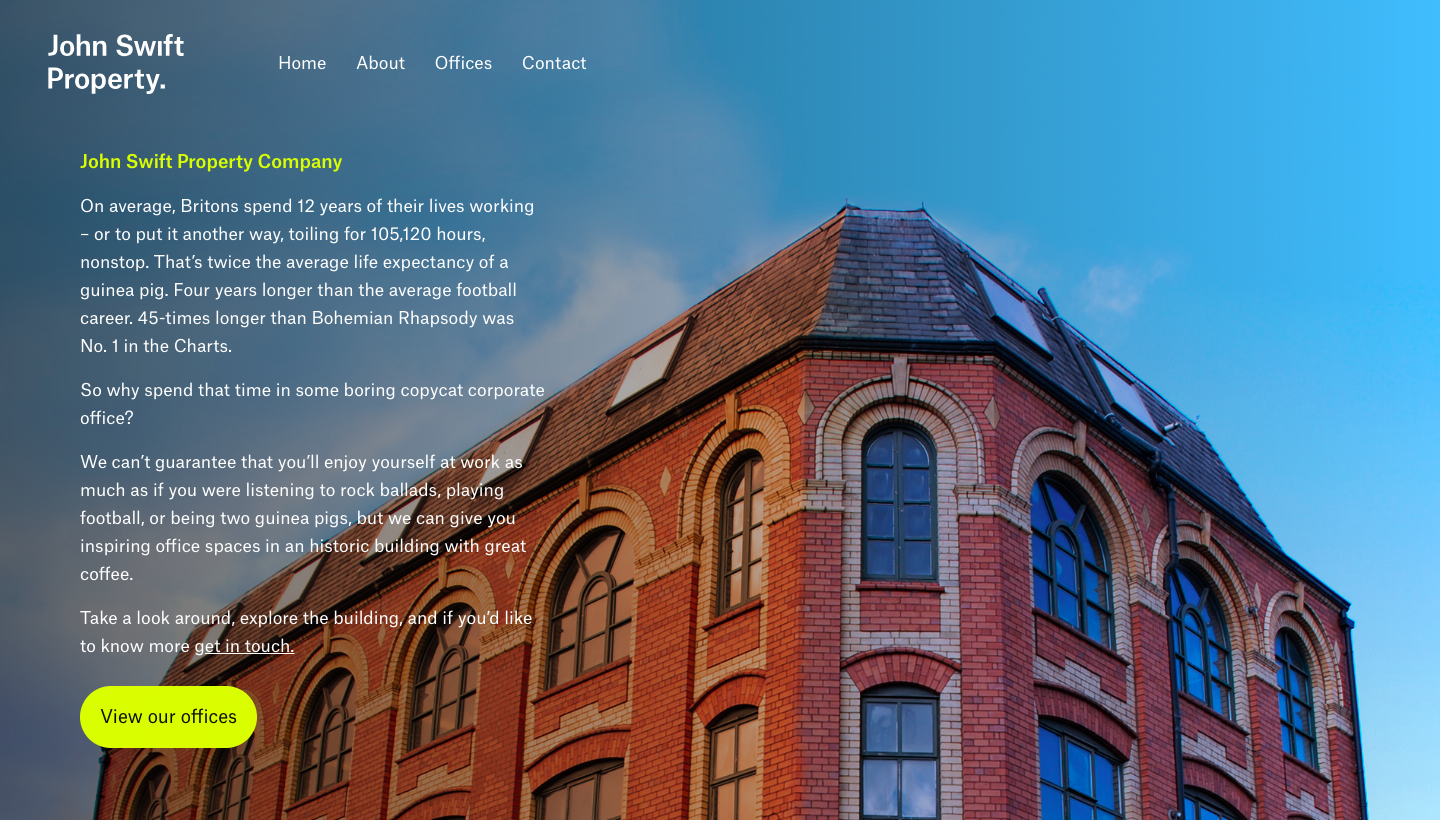 John Swift
Property.
Home About Offices Contact
John Swift Property Company
On average, Britons spend 12 years of their lives working
– or to put it another way, toiling for 105,120 hours,
nonstop. That’s twice the average life expectancy of a
guinea pig. Four years longer than the average football
career. 45-times longer than Bohemian Rhapsody was
No. 1 in the Charts.
So why spend that time in some boring copycat corporate
office?
We can’t guarantee that you’ll enjoy yourself at work as
much as if you were listening to rock ballads, playing
football, or being two guinea pigs, but we can give you
inspiring office spaces in an historic building with great
coffee.
Take a look around, explore the building, and if you’d like
to know more get in touch.
View our offices